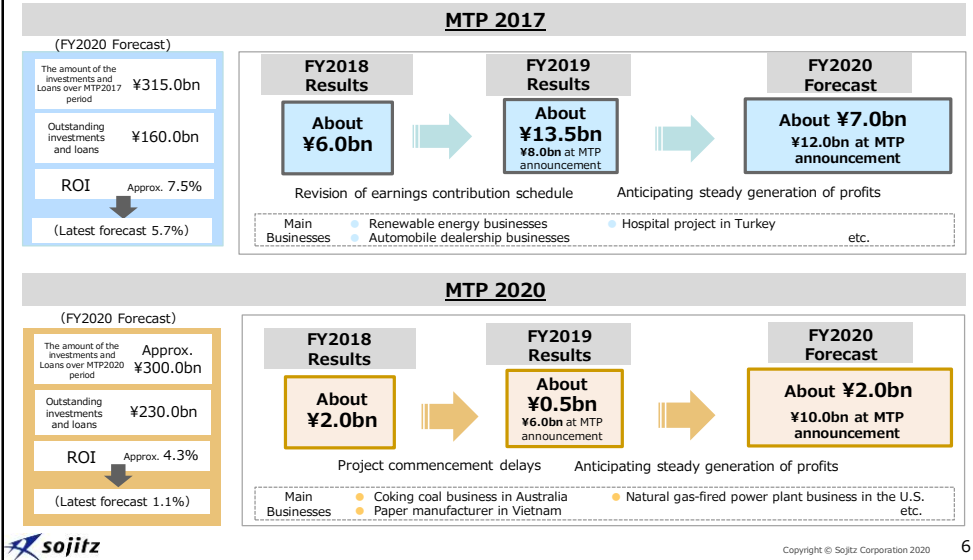 MTP 2017
(FY2020 Forecast)
The amount of the
investments and
Loans over MTP2017
period
¥315.0bn
Outstanding
investments
and loans
¥160.0bn
ROI
Approx. 7.5%
(Latest forecast 5.7%)
FY2018
Results
About
¥6.0bn
FY2019
Results
About
¥13.5bn
¥8.0bn at MTP
announcement
FY2020
Forecast
About ¥7.0bn
¥12.0bn at MTP
announcement
Revision of earnings contribution schedule
Anticipating steady generation of profits
Main
Businesses
Renewable energy businesses
Automobile dealership businesses
Hospital project in Turkey
etc.
MTP 2020
(FY2020 Forecast)
The amount of the
investments and
Loans over MTP2020
period
Approx.
¥300.0bn
Outstanding
investments
and loans
¥230.0bn
ROI
Approx. 4.3%
(Latest forecast 1.1%)
FY2018
Results
About
¥2.0bn
FY2019
Results
About
¥0.5bn
¥6.0bn at MTP
announcement
FY2020
Forecast
About ¥2.0bn
¥10.0bn at MTP
announcement
Project commencement delays
Anticipating steady generation of profits
Main
Businesses
Coking coal business in Australia
Paper manufacturer in Vietnam
Natural gas-fired power plant business in the U.S.
etc.
sojitz
Copyright © Sojitz Corporation 2020
6